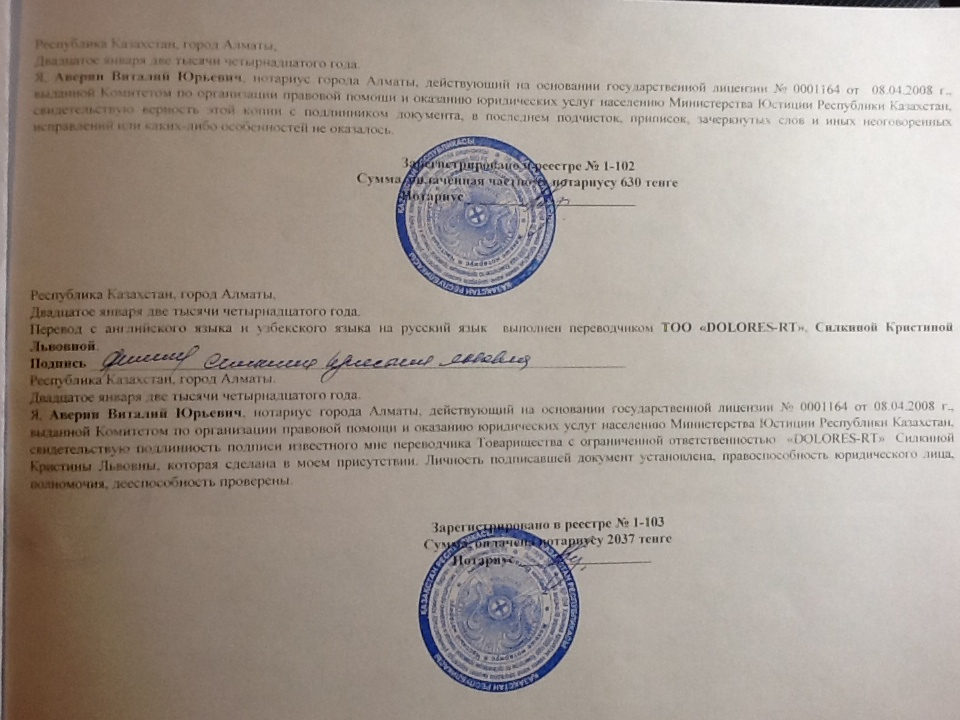 Республика Казахстан, город Алматы,
Двадцатое января две тысячи четырнадцатого года.
Я, Аверин Виталий Юрьевич, нотариус города Алматы, действующий на основании государственной лицензии № 0001164 от 08.04.2008 г.,
выданной Комитетом по организации правовой помощи и оказанию юридических услуг населению Министерства Юстиции Республики Казахстан,
свидетельствую верность этой копии с подлинником документа, в последнем подчисток, приписок, зачеркнутых слов и иных неоговоренных
исправлений или каких-либо особенностей не оказалось.
Зарегистрировано в реестре № 1-102
Сумма, оплаченная частному нотариусу 630 тенге
Нотариус
ҚАЗАҚСТАН РЕСПУБЛИКАСЫ
Республика Казахстан, город Алматы,
Двадцатое января две тысячи четырнадцатого года.
Перевод с английского языка и узбекского языка на русский язык выполнен переводчиком ТОО «DOLORES-RT», Силкиной Кристиной
Львовной.
Подпись Силкина Кристина Львовна
Республика Казахстан, город Алматы.
Двадцатое января две тысячи четырнадцатого года.
Я, Аверин Виталий Юрьевич, нотариус города Алматы, действующий на основании государственной лицензии № 0001164 от 08.04.2008 г.,
выданной Комитетом по организации правовой помощи и оказанию юридических услуг населению Министерства Юстиции Республики Казахстан,
свидетельствую подлинность подписи известного мне переводчика Товарищества с ограниченной ответственностью «DOLORES-RT» Силкиной
Кристины Львовны, которая сделана в моем присутствии. Личность подписавшей документ установлена, правоспособность юридического лица,
полномочия, дееспособность проверены.
Зарегистрировано в реестре № 1-103
Сумма, оплачена нотариусу 2037 тенге
Нотариус
ҚАЗАҚСТАН РЕСПУБЛИКАСЫ